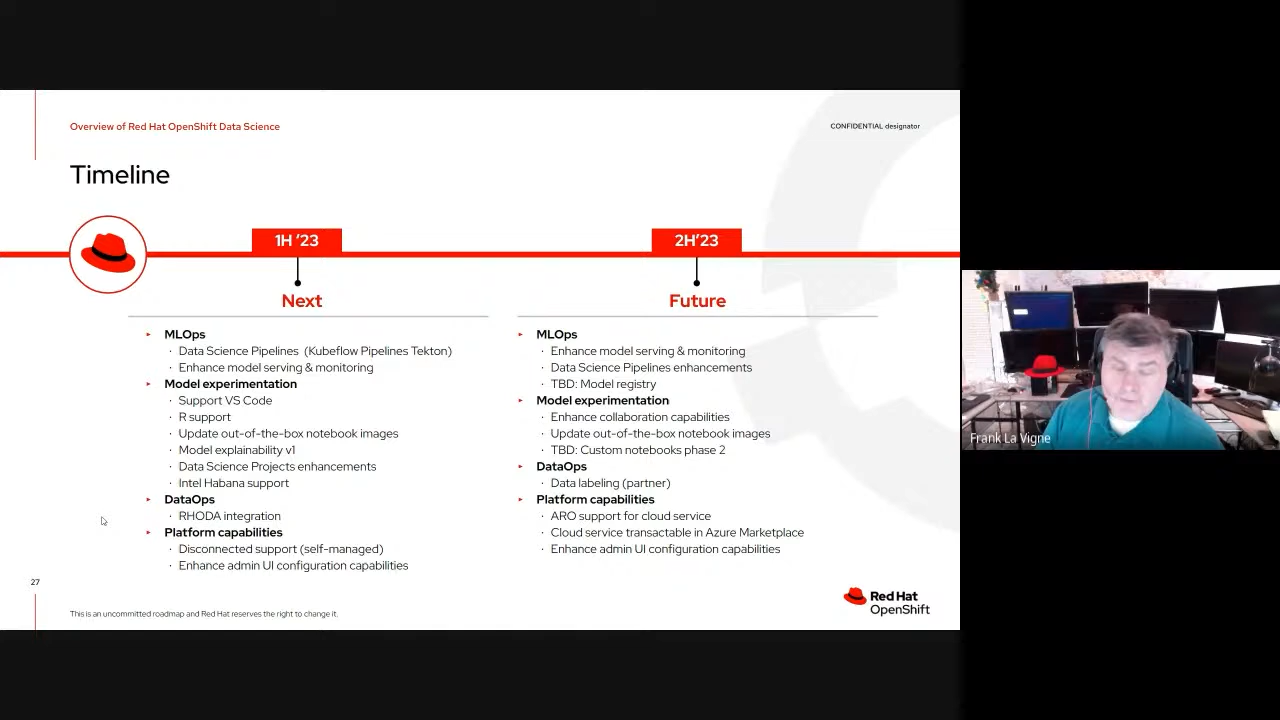 Overview of Red Hat OpenShift Data Science
CONFIDENTIAL designator
Timeline
1H ‘23
Next
▸ MLOps
· Data Science Pipelines (Kubeflow Pipelines Tekton)
· Enhance model serving & monitoring
▸ Model experimentation
· Support VS Code
· R support
· Update out-of-the-box notebook images
· Model explainability v1
· Data Science Projects enhancements
· Intel Habana support
▸ DataOps
· RHODA integration
▸ Platform capabilities
· Disconnected support (self-managed)
· Enhance admin UI configuration capabilities
2H’23
Future
▸ MLOps
· Enhance model serving & monitoring
· Data Science Pipelines enhancements
· TBD: Model registry
▸ Model experimentation
· Enhance collaboration capabilities
· Update out-of-the-box notebook images
· TBD: Custom notebooks phase 2
▸ DataOps
· Data labeling (partner)
▸ Platform capabilities
· ARO support for cloud service
· Cloud service transactable in Azure Marketplace
· Enhance admin UI configuration capabilities
27
This is an uncommitted roadmap and Red Hat reserves the right to change it.
Red Hat
OpenShift
Frank La Vigne